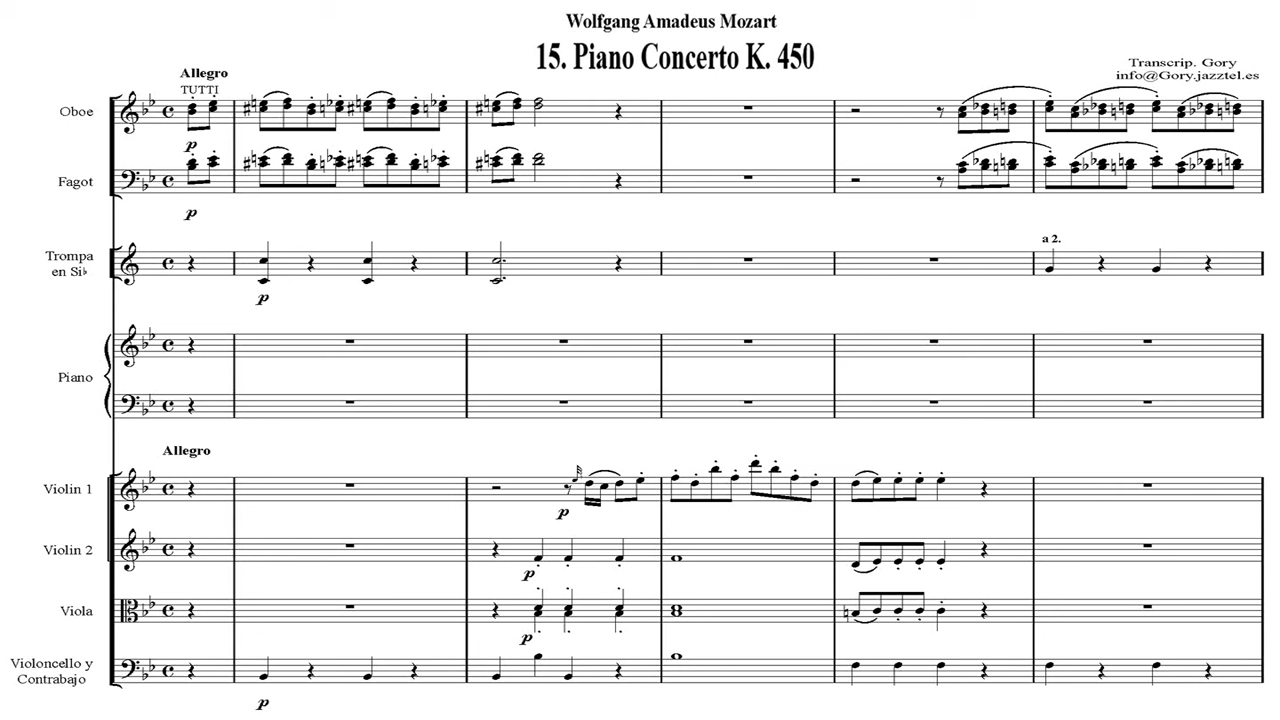 Wolfgang Amadeus Mozart
15. Piano Concerto K. 450
Transcrip. Gory
info@Gory.jazztel.es
Allegro
TUTTI
Oboe
p
Fagot
p
a 2.
Trompa
en Si♭
p
Piano
Allegro
Violin 1
p
Violin 2
p
Viola
p
Violoncello y
Contrabajo
p